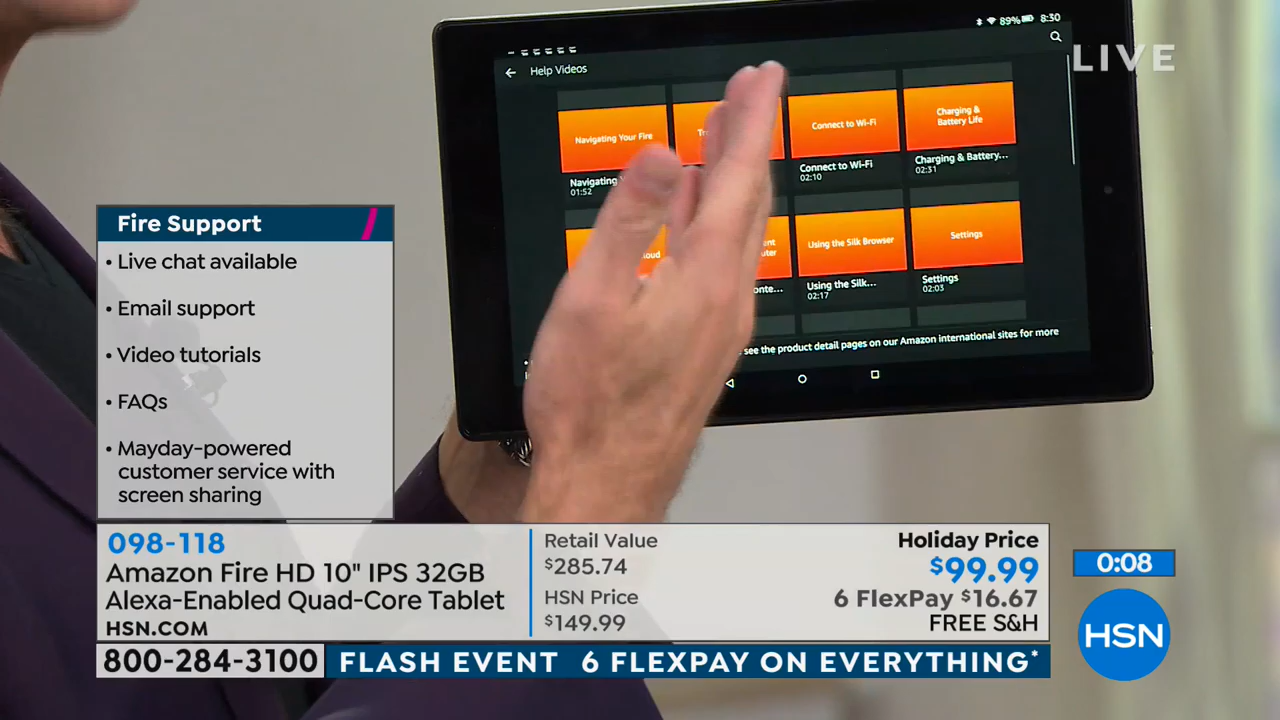 89% 8:30
LIVE
Help Videos
Navigating Your Fire
Connect to Wi-Fi
Charging &
Battery Life
Navigating
01:52
Connect to Wi-Fi
02:10
Charging & Battery...
02:31
Using the Silk Browser
Settings
Using the Silk...
02:17
Settings
02:03
see the product detail pages on our Amazon international sites for more
Fire Support
• Live chat available
• Email support
• Video tutorials
• FAQs
• Mayday-powered
customer service with
screen sharing
098-118
Amazon Fire HD 10" IPS 32GB
Alexa-Enabled Quad-Core Tablet
HSN.COM
Retail Value
$285.74
HSN Price
$149.99
Holiday Price
$99.99
6 FlexPay $16.67
FREE S&H
0:08
HSN
800-284-3100
FLASH EVENT 6 FLEXPAY ON EVERYTHING*